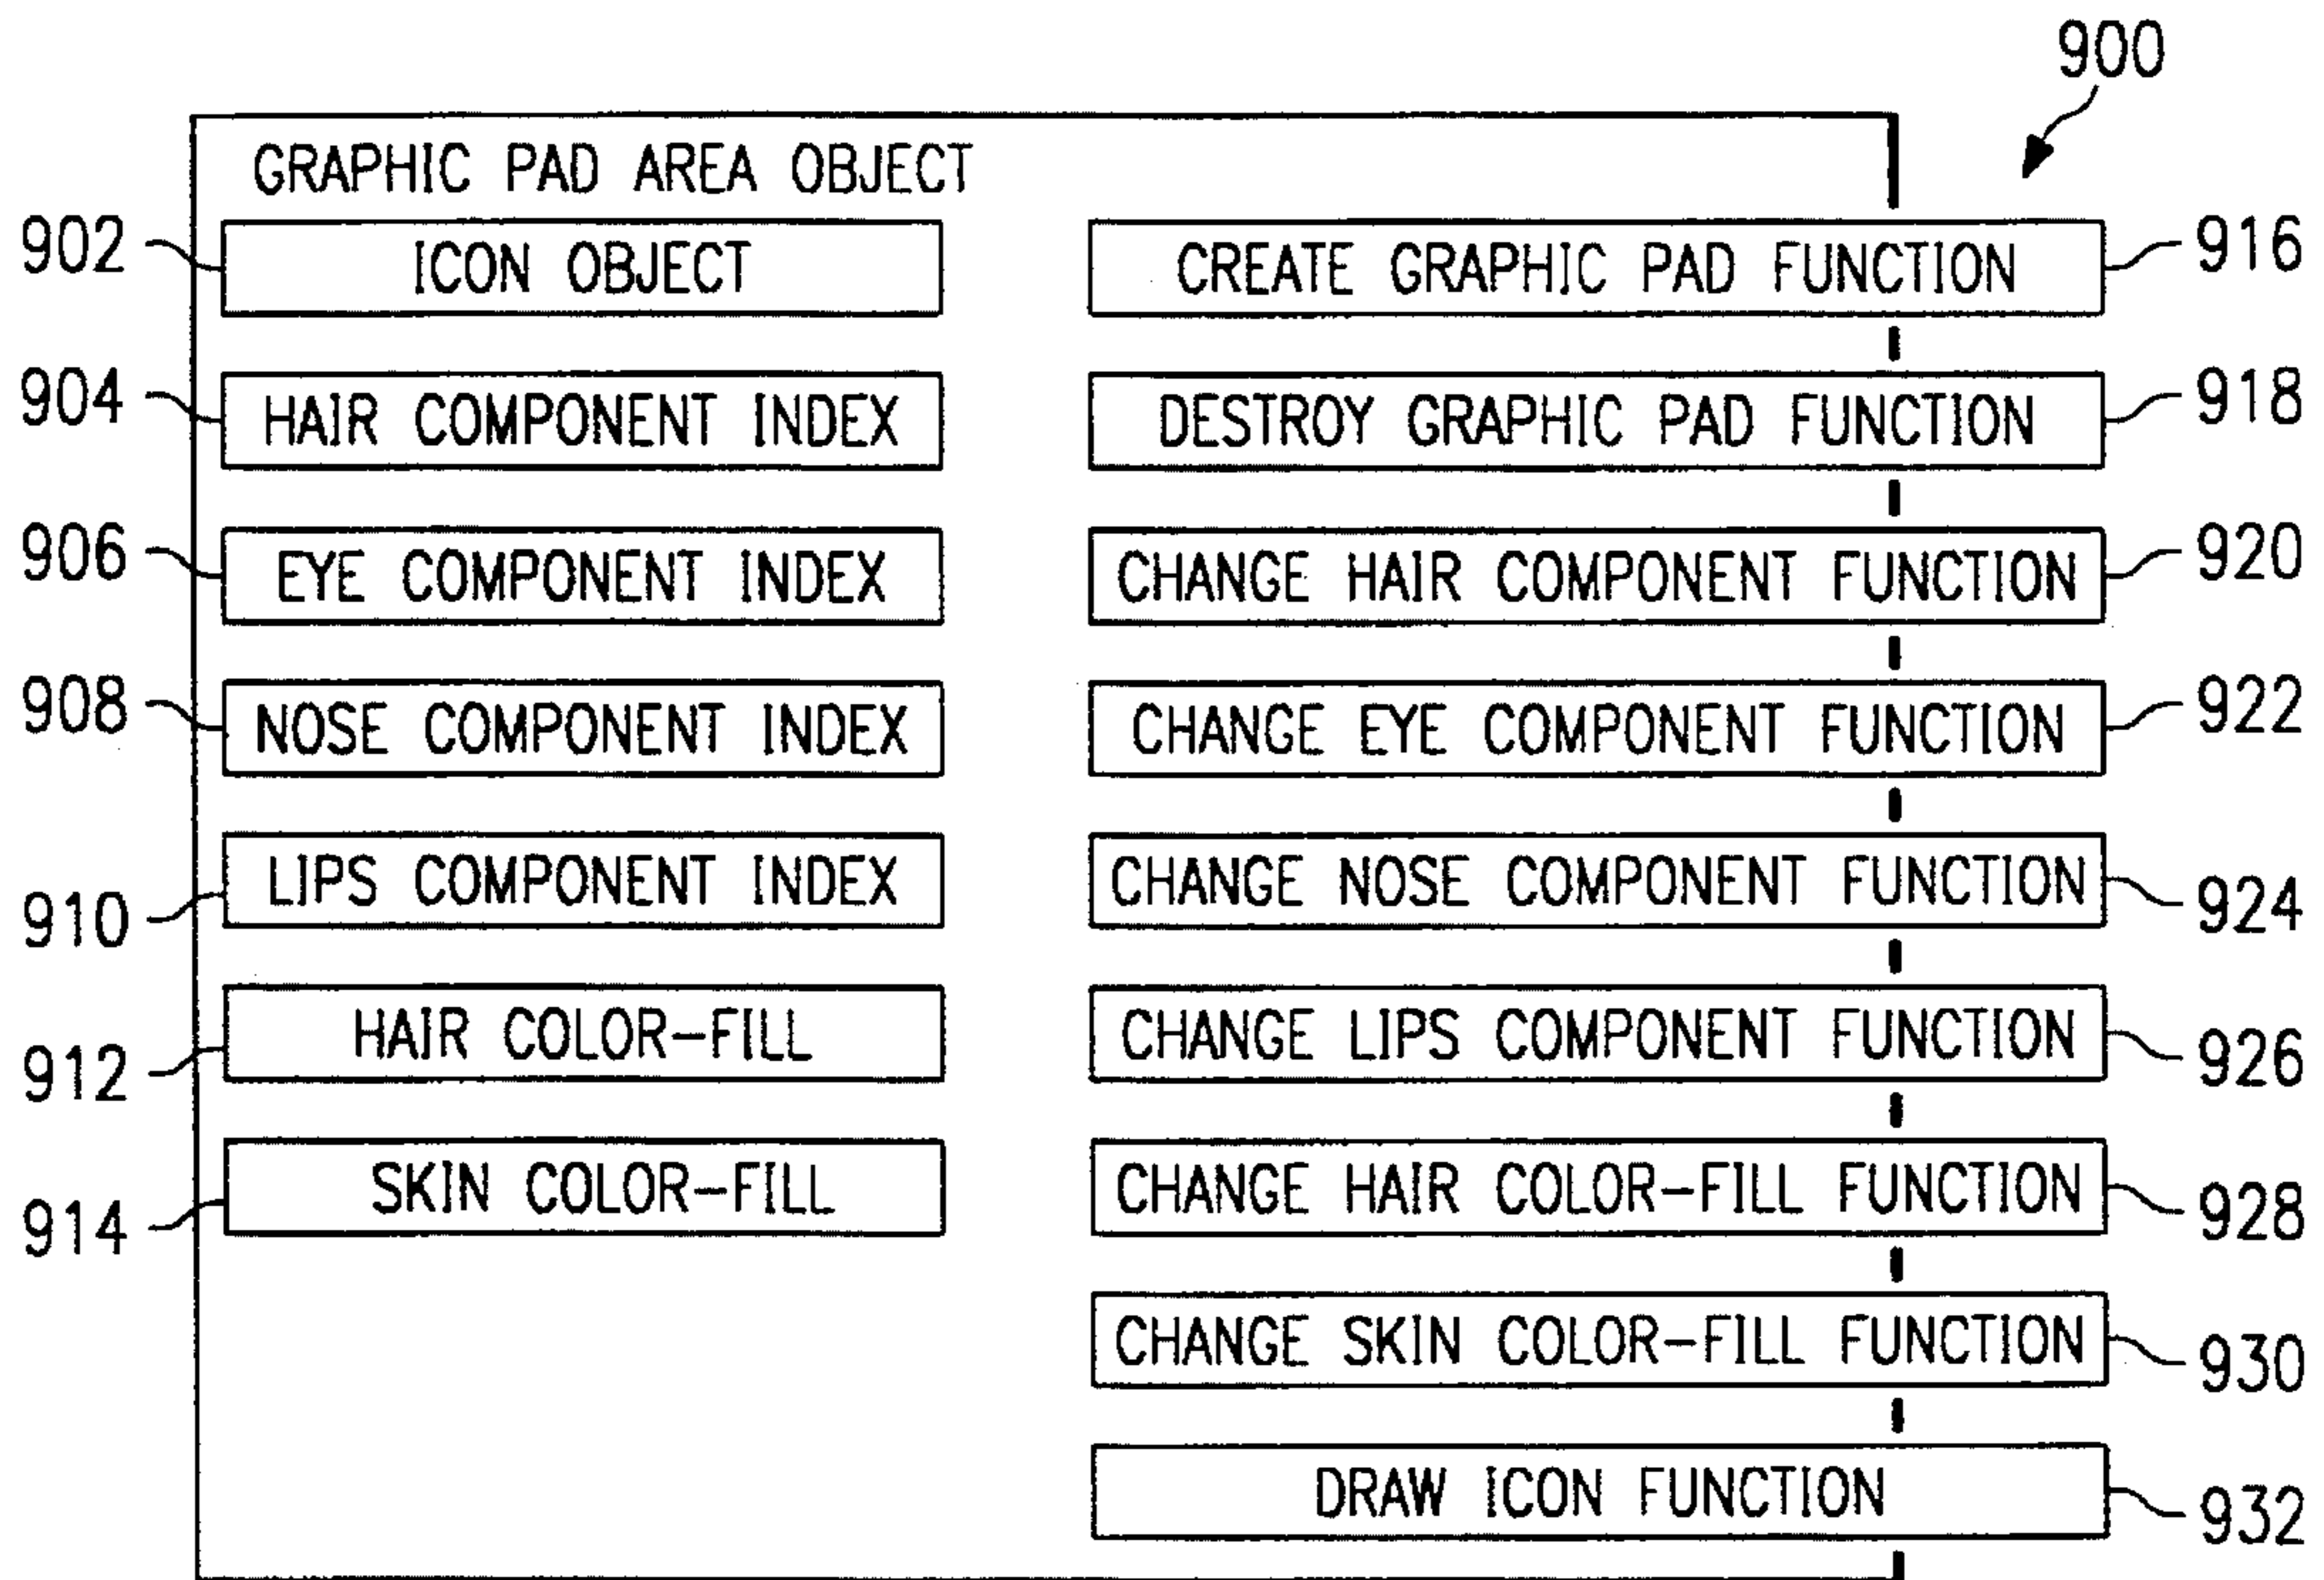 900
GRAPHIC PAD AREA OBJECT
902 ICON OBJECT CREATE GRAPHIC PAD FUNCTION 916
904 HAIR COMPONENT INDEX DESTROY GRAPHIC PAD FUNCTION 918
906 EYE COMPONENT INDEX CHANGE HAIR COMPONENT FUNCTION 920
908 NOSE COMPONENT INDEX CHANGE EYE COMPONENT FUNCTION 922
910 LIPS COMPONENT INDEX CHANGE NOSE COMPONENT FUNCTION 924
912 HAIR COLOR-FILL CHANGE LIPS COMPONENT FUNCTION 926
914 SKIN COLOR-FILL CHANGE HAIR COLOR-FILL FUNCTION 928
CHANGE SKIN COLOR-FILL FUNCTION 930
DRAW ICON FUNCTION 932